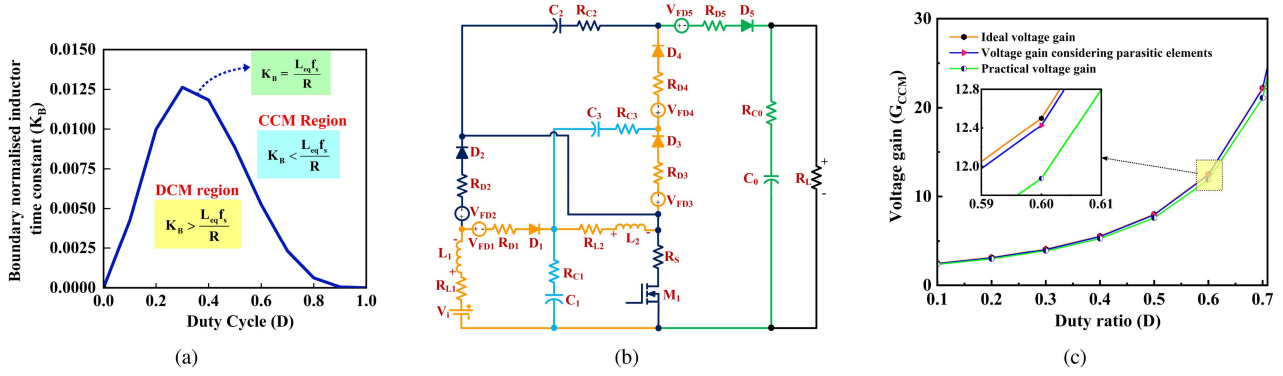 Boundary normalised inductor
time constant (K_B)
0.0150
0.0125
0.0100
0.0075
0.0050
0.0025
0.0000
K_B = L_eq f_s / R
CCM Region
K_B < L_eq f_s / R
DCM region
K_B > L_eq f_s / R
0.0 0.2 0.4 0.6 0.8 1.0
Duty Cycle (D)
(a)
C_2 R_C2 V_FD5 R_D5 D_5
+-
D_4
R_D4
V_FD4
+
C_3 R_C3
D_3
R_D3
-
V_FD3
R_C0
C_0
+
R_L
-
D_2
R_D2
V_FD2
-
+-
V_FD1 R_D1 D_1
R_L2 + L_2 -
L_1
+
R_L1
V_i
+
R_C1
C_1
R_S
M_1
(b)
Voltage gain (G_CCM)
30
20
10
0
Ideal voltage gain
Voltage gain considering parasitic elements
Practical voltage gain
12.8
12.4
12.0
0.59 0.60 0.61
0.1 0.2 0.3 0.4 0.5 0.6 0.7
Duty ratio (D)
(c)